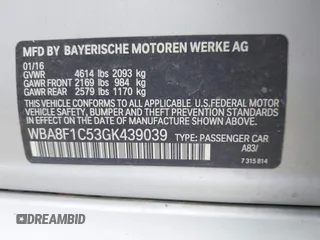 MFD BY BAYERISCHE MOTOREN WERKE AG
01/16
GVWR 4614 lbs 2093 kg
GAWR FRONT 2169 lbs 984 kg
GAWR REAR 2579 lbs 1170 kg
THIS VEHICLE CONFORMS TO ALL APPLICABLE U.S.FEDERAL
MOTOR VEHICLE SAFETY, BUMPER, AND THEFT PREVENTION
STANDARDS IN EFFECT ON THE DATE OF MANUFACTURE SHOWN ABOVE.
WBA8F1C53GK439039 TYPE: PASSENGER CAR
A83/
7 315 814
© DREAMBID